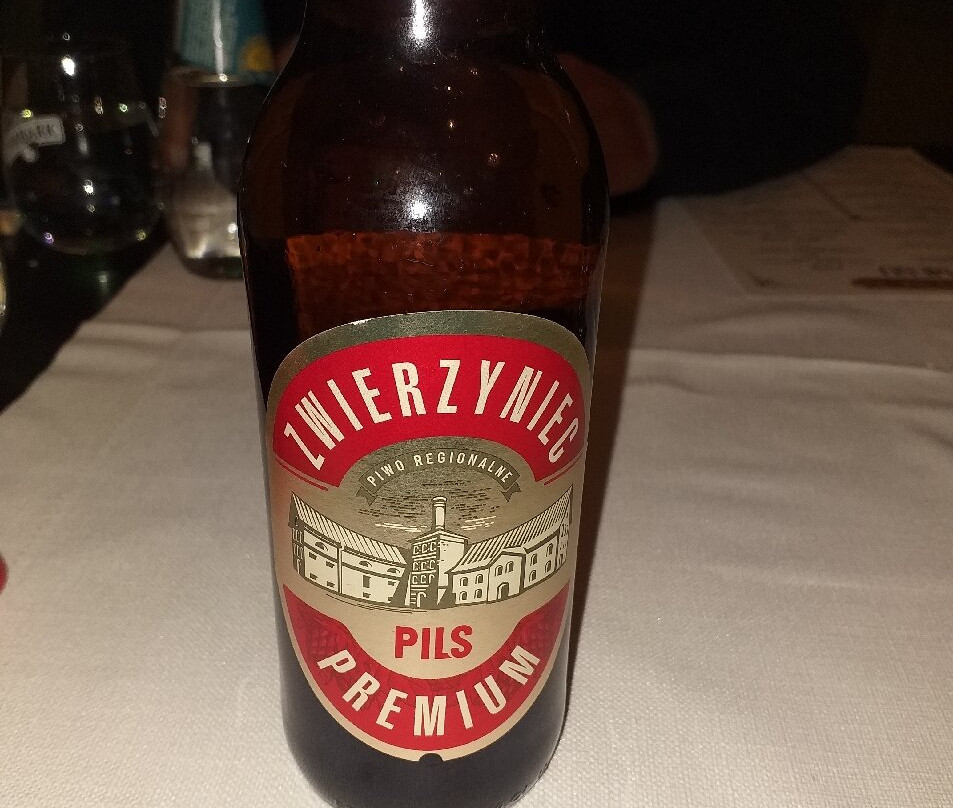 ZWIERZYNIEC
PIWO REGIONALNE
PILS
PREMIUM